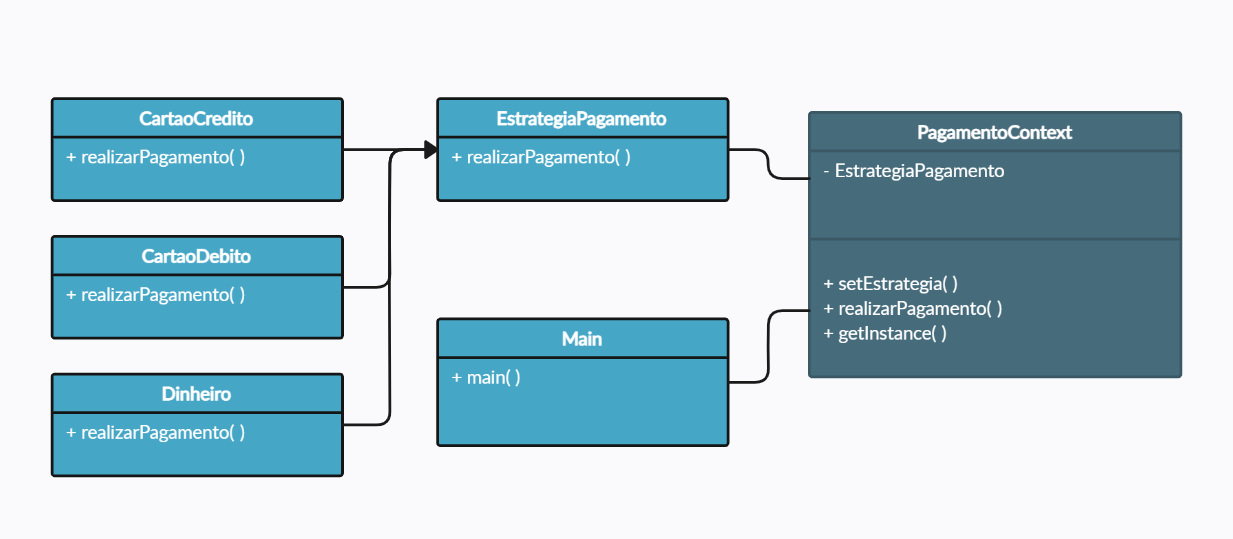 CartaoCredito
+ realizarPagamento( )
CartaoDebito
+ realizarPagamento( )
Dinheiro
+ realizarPagamento( )
EstrategiaPagamento
+ realizarPagamento( )
Main
+ main( )
PagamentoContext
- EstrategiaPagamento
+ setEstrategia( )
+ realizarPagamento( )
+ getInstance( )